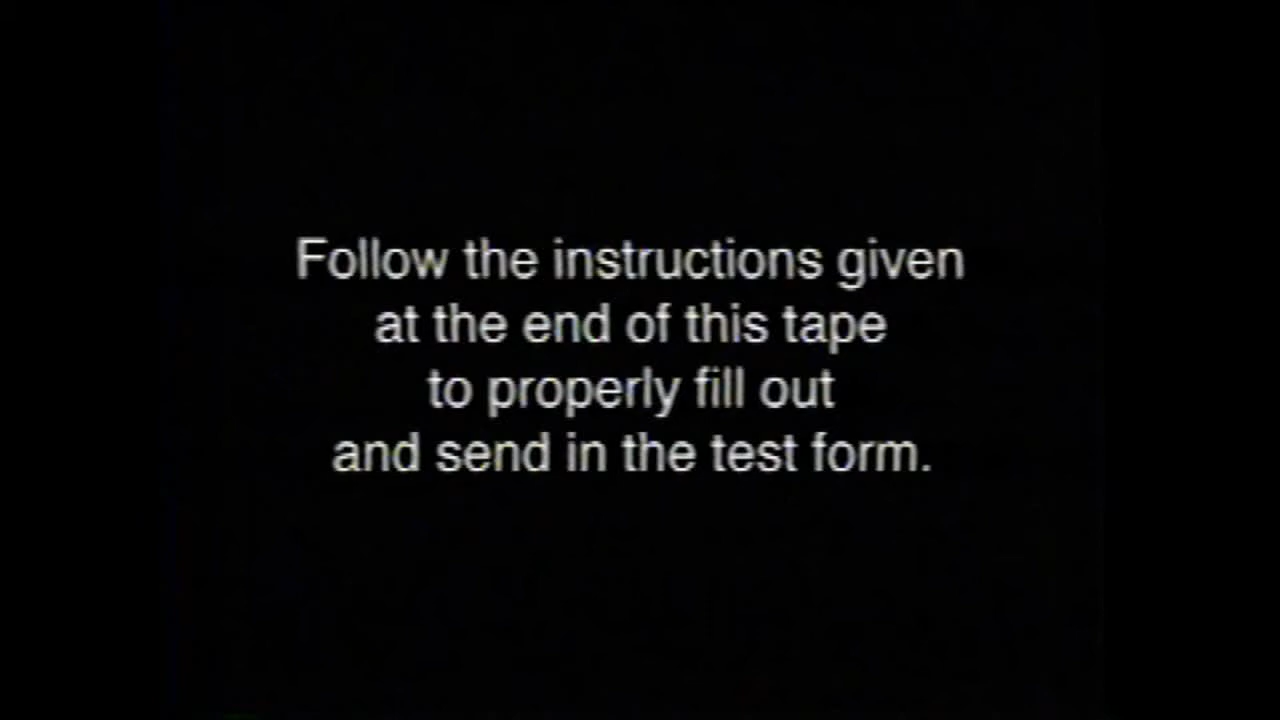 Follow the instructions given
at the end of this tape
to properly fill out
and send in the test form.